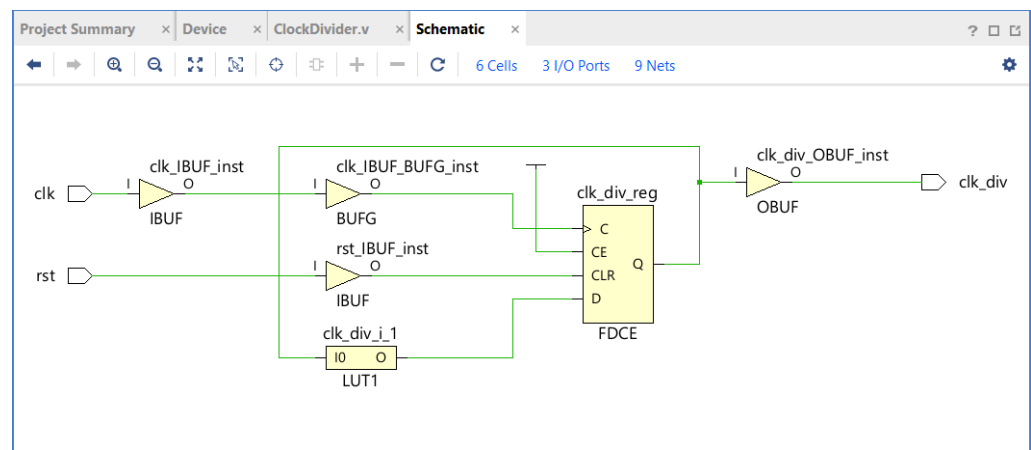 Project Summary × Device × ClockDivider.v × Schematic × ?
6 Cells 3 I/O Ports 9 Nets
clk
clk_IBUF_inst
I O
IBUF
clk_IBUF_BUFG_inst
I O
BUFG
rst
rst_IBUF_inst
I O
IBUF
clk_div_i_1
I0 O
LUT1
clk_div_reg
C
CE
CLR
D
Q
FDCE
clk_div_OBUF_inst
I O
OBUF
clk_div